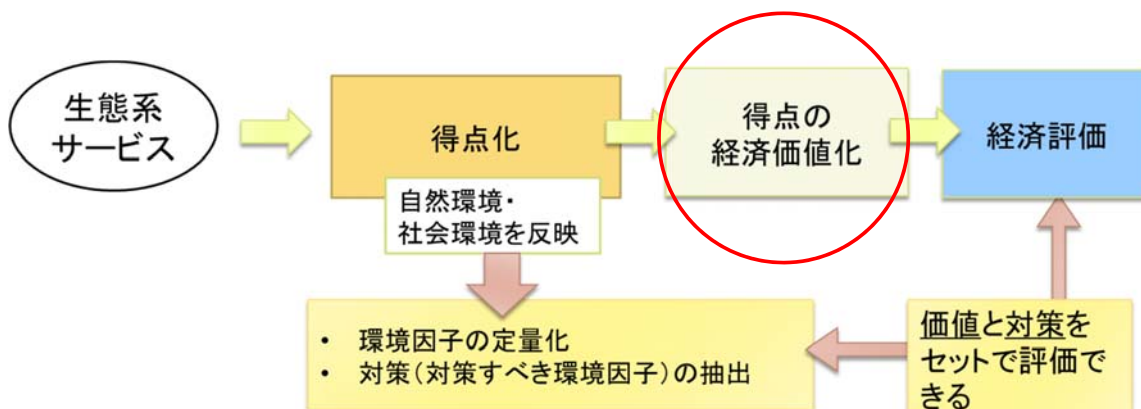 生態系
サービス
得点化
得点の
経済価値化
経済評価
自然環境・
社会環境を反映
• 環境因子の定量化
• 対策(対策すべき環境因子)の抽出
価値と対策を
セットで評価で
きる